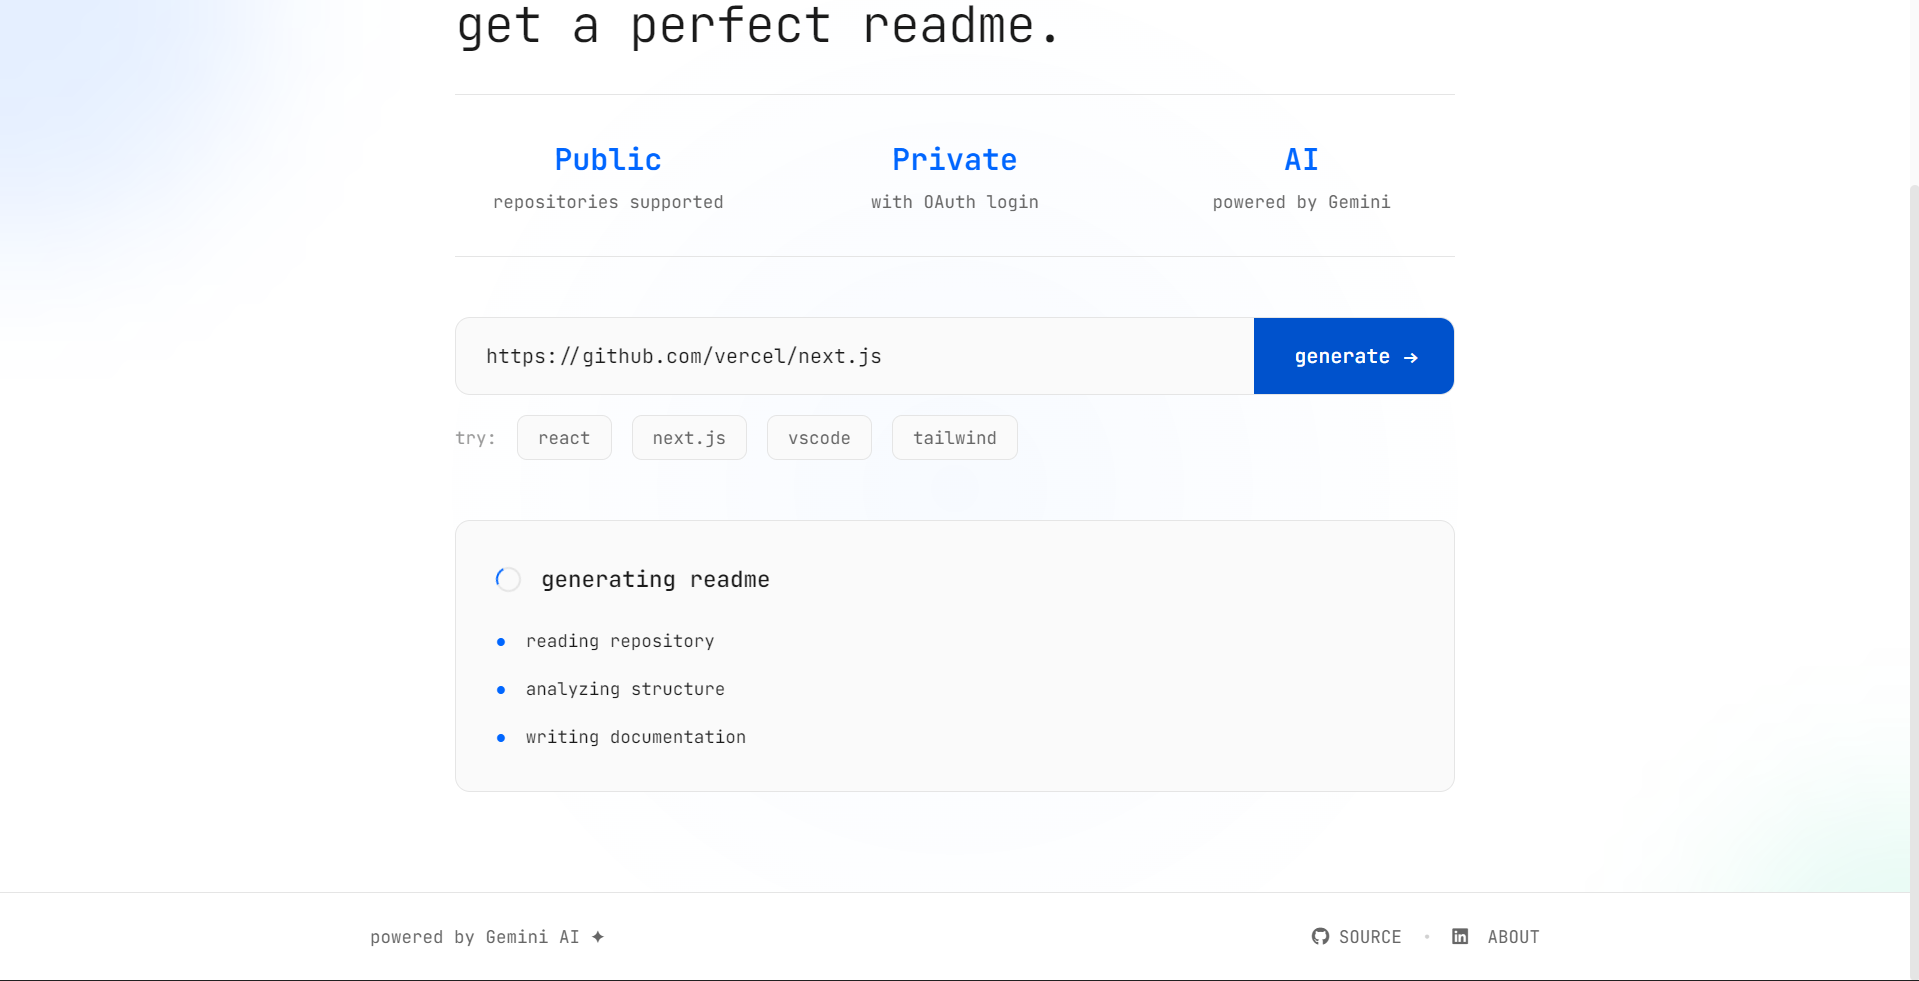 get a perfect readme.
Public
repositories supported
Private
with OAuth login
AI
powered by Gemini
https://github.com/vercel/next.js
generate →
try:
react
next.js
vscode
tailwind
generating readme
reading repository
analyzing structure
writing documentation
powered by Gemini AI ✦
SOURCE
in
ABOUT